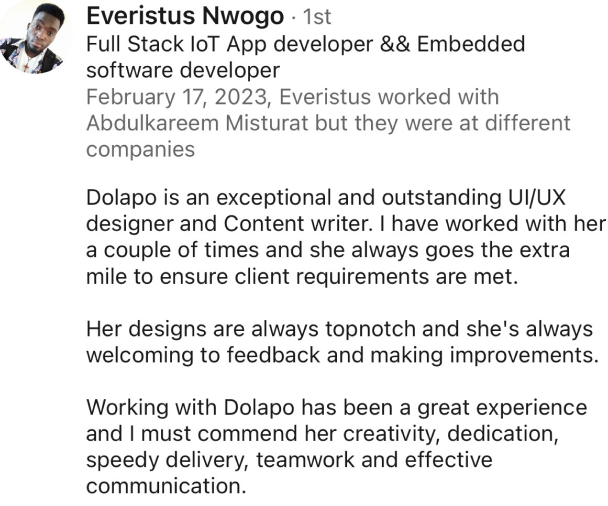 Everistus Nwogo · 1st
Full Stack IoT App developer && Embedded
software developer
February 17, 2023, Everistus worked with
Abdulkareem Misturat but they were at different
companies
Dolapo is an exceptional and outstanding UI/UX
designer and Content writer. I have worked with her
a couple of times and she always goes the extra
mile to ensure client requirements are met.
Her designs are always topnotch and she's always
welcoming to feedback and making improvements.
Working with Dolapo has been a great experience
and I must commend her creativity, dedication,
speedy delivery, teamwork and effective
communication.